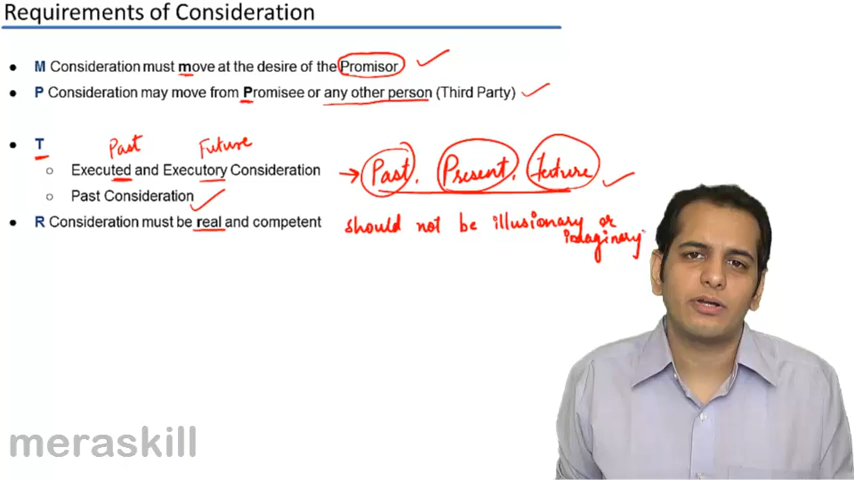 Requirements of Consideration
• M Consideration must move at the desire of the Promisor
• P Consideration may move from Promisee or any other person (Third Party)
• T Past Future
○ Executed and Executory Consideration → Past, Present, Future
○ Past Consideration
• R Consideration must be real and competent should not be illusionary or
imaginary
meraskill